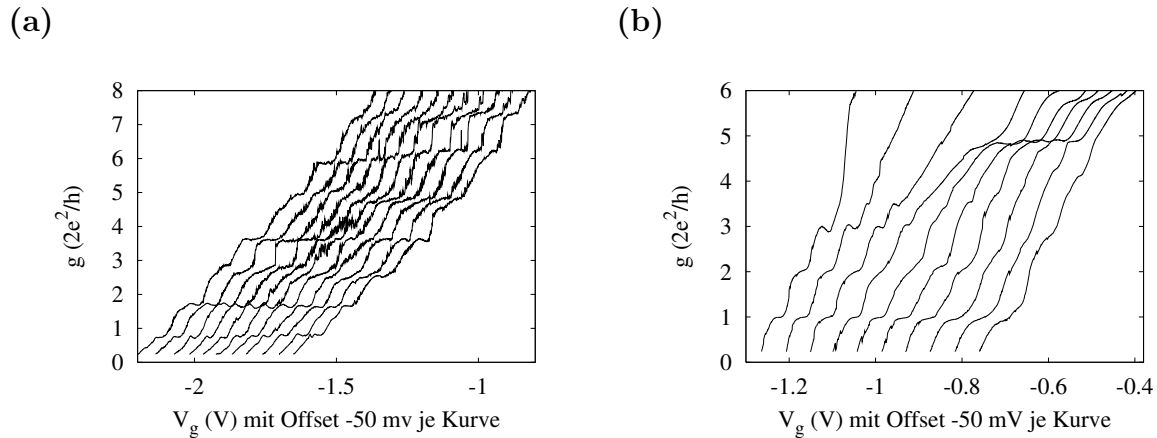 (a)
8
7
6
5
4
3
2
1
0
g (2e²/h)
-2 -1.5 -1
V_g (V) mit Offset -50 mv je Kurve
(b)
6
5
4
3
2
1
0
g (2e²/h)
-1.2 -1 -0.8 -0.6 -0.4
V_g (V) mit Offset -50 mV je Kurve